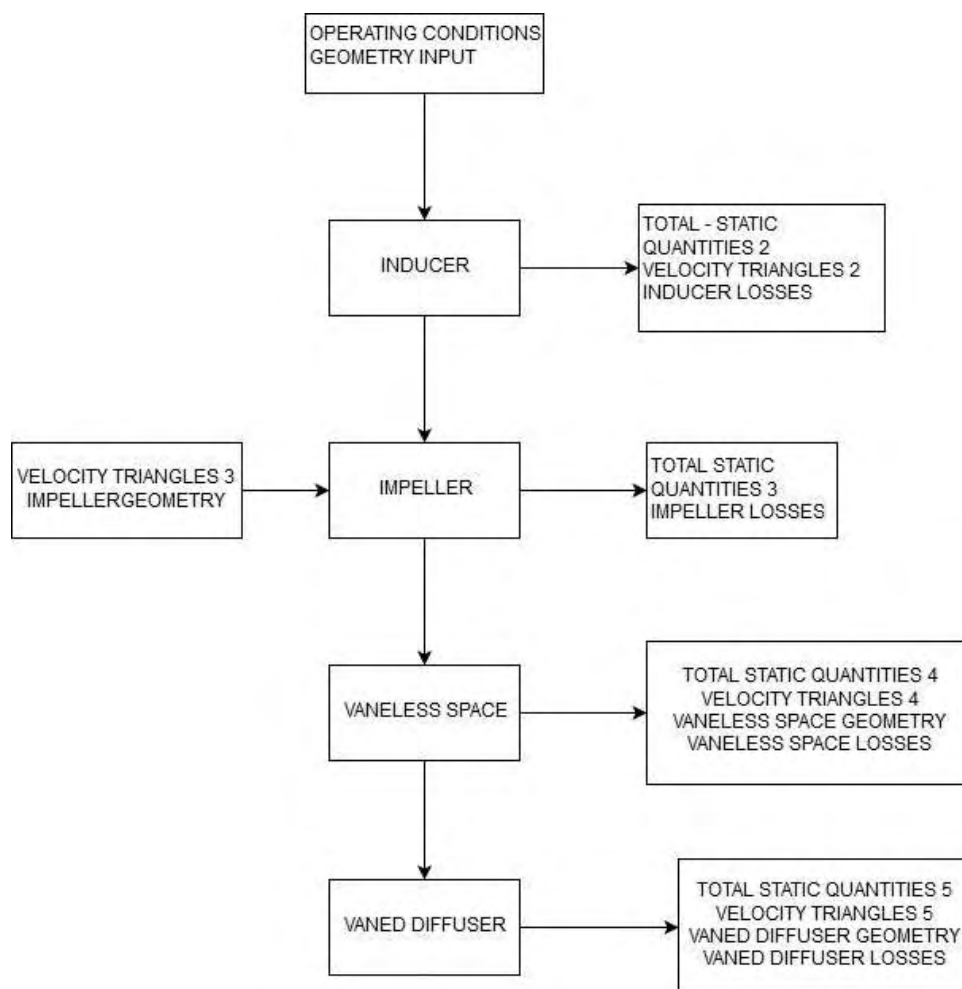 OPERATING CONDITIONS
GEOMETRY INPUT
INDUCER
TOTAL - STATIC
QUANTITIES 2
VELOCITY TRIANGLES 2
INDUCER LOSSES
VELOCITY TRIANGLES 3
IMPELLERGEOMETRY
IMPELLER
TOTAL STATIC
QUANTITIES 3
IMPELLER LOSSES
VANELESS SPACE
TOTAL STATIC QUANTITIES 4
VELOCITY TRIANGLES 4
VANELESS SPACE GEOMETRY
VANELESS SPACE LOSSES
VANED DIFFUSER
TOTAL STATIC QUANTITIES 5
VELOCITY TRIANGLES 5
VANED DIFFUSER GEOMETRY
VANED DIFFUSER LOSSES